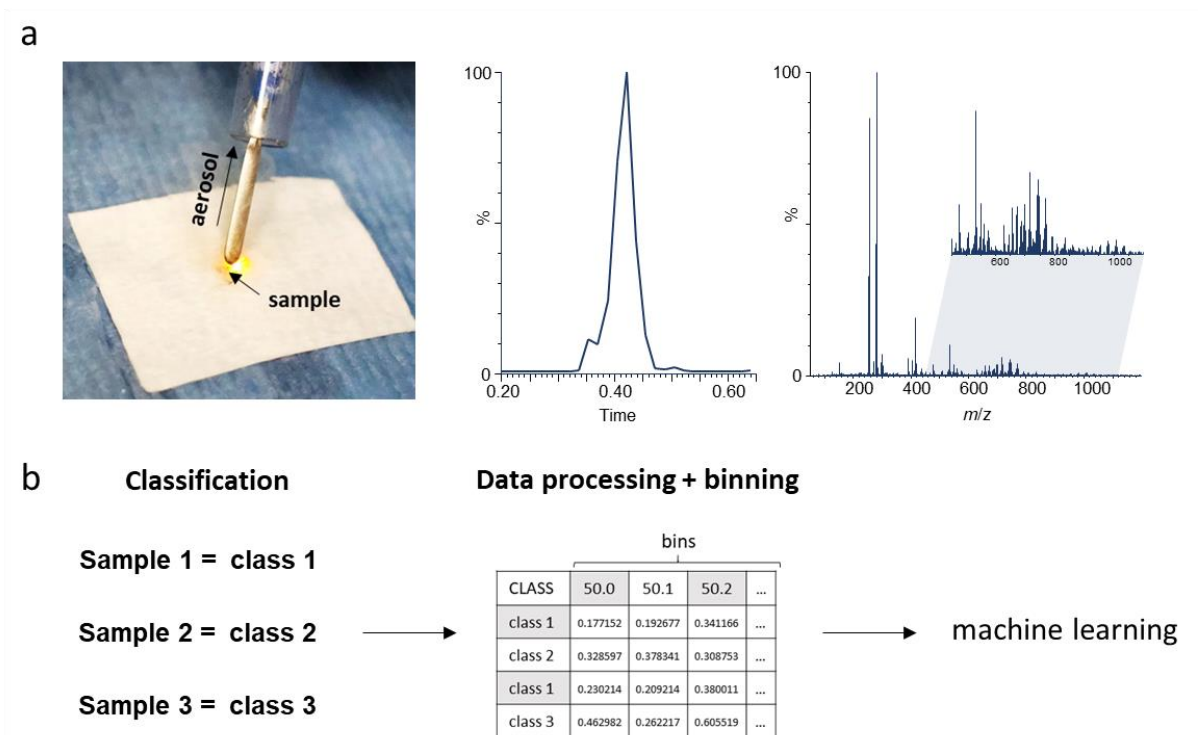 a
aerosol
sample
100
%
0
0.20 0.40 0.60
Time
100
%
0
600 800 1000
200 400 600 800 1000
m/z
b
Classification
Data processing + binning
Sample 1 = class 1
Sample 2 = class 2
Sample 3 = class 3
bins
CLASS 50.0 50.1 50.2 ...
class 1 0.177152 0.192677 0.341166 ...
class 2 0.328597 0.378341 0.308753 ...
class 1 0.230214 0.209214 0.380011 ...
class 3 0.462982 0.262217 0.605519 ...
machine learning